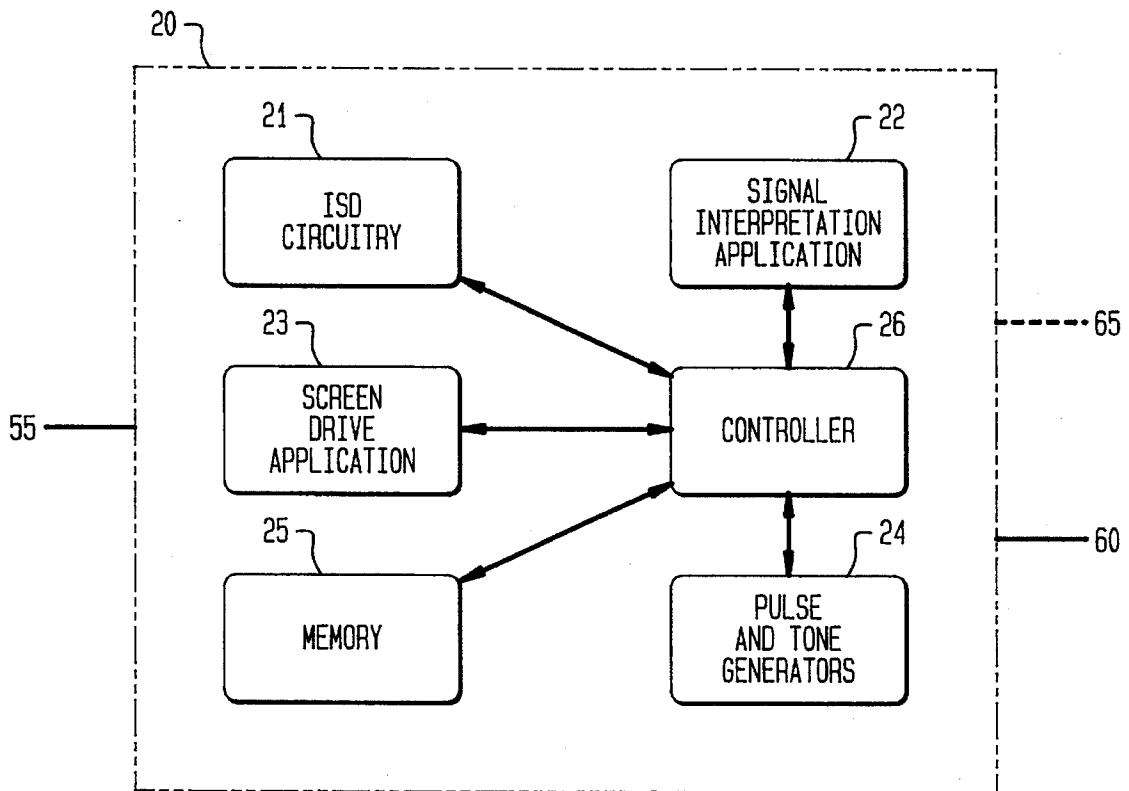 20
21
22
ISD
CIRCUITRY
SIGNAL
INTERPRETATION
APPLICATION
23
26
65
SCREEN
DRIVE
APPLICATION
CONTROLLER
55
25
24
60
MEMORY
PULSE
AND TONE
GENERATORS